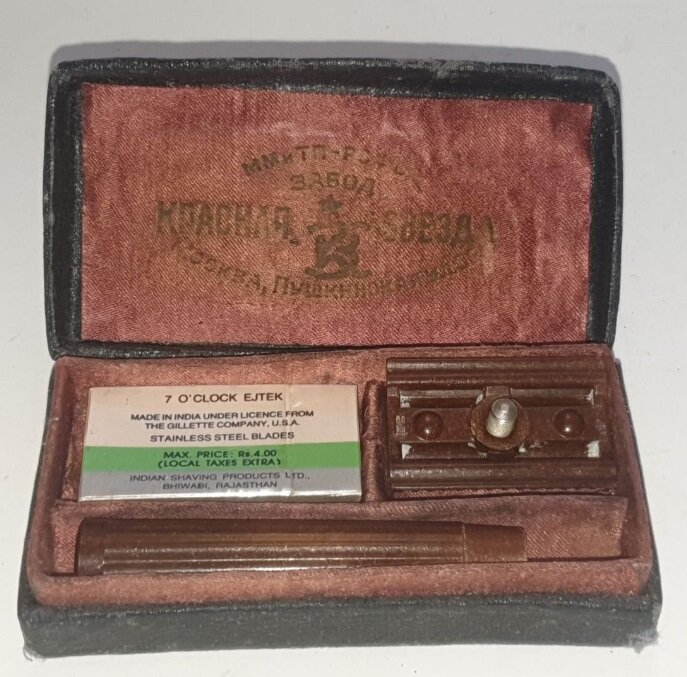 ЗАВОД
КРАСНАЯ ЗВЕЗДА
МОСКВА,
7 O'CLOCK EJTEK
MADE IN INDIA UNDER LICENCE FROM
THE GILLETTE COMPANY, U.S.A.
STAINLESS STEEL BLADES
MAX. PRICE: Rs.4.00
(LOCAL TAXES EXTRA)
INDIAN SHAVING PRODUCTS LTD.,
BHIWADI, RAJASTHAN